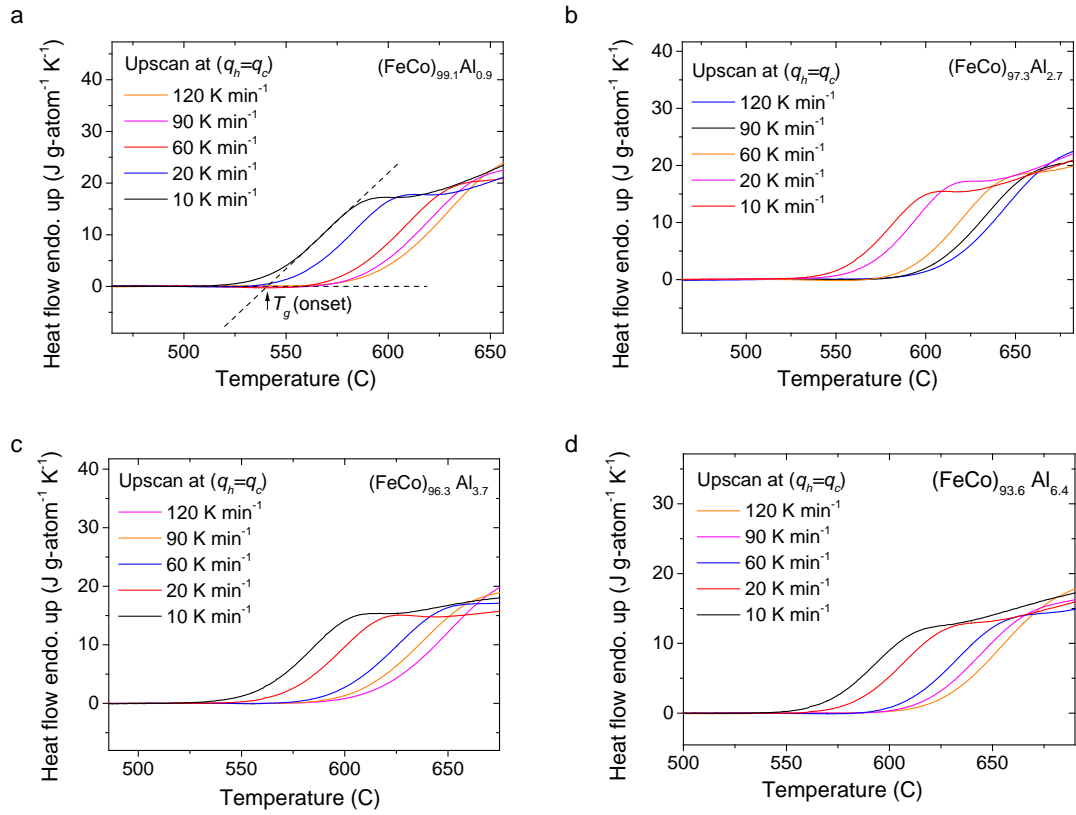 a
Heat flow endo. up (J g-atom⁻¹ K⁻¹)
40
30
20
10
0
Upscan at (q_h=q_c)
(FeCo)₉₉.₁Al₀.₉
120 K min⁻¹
90 K min⁻¹
60 K min⁻¹
20 K min⁻¹
10 K min⁻¹
T_g (onset)
500 550 600 650
Temperature (C)
b
Heat flow endo. up (J g-atom⁻¹ K⁻¹)
40
30
20
10
0
Upscan at (q_h=q_c)
(FeCo)₉₇.₃Al₂.₇
120 K min⁻¹
90 K min⁻¹
60 K min⁻¹
20 K min⁻¹
10 K min⁻¹
500 550 600 650
Temperature (C)
c
Heat flow endo. up (J g-atom⁻¹ K⁻¹)
40
30
20
10
0
Upscan at (q_h=q_c)
(FeCo)₉₆.₃ Al₃.₇
120 K min⁻¹
90 K min⁻¹
60 K min⁻¹
20 K min⁻¹
10 K min⁻¹
500 550 600 650
Temperature (C)
d
Heat flow endo. up (J g-atom⁻¹ K⁻¹)
30
20
10
0
Upscan at (q_h=q_c)
(FeCo)₉₃.₆ Al₆.₄
120 K min⁻¹
90 K min⁻¹
60 K min⁻¹
20 K min⁻¹
10 K min⁻¹
500 550 600 650
Temperature (C)